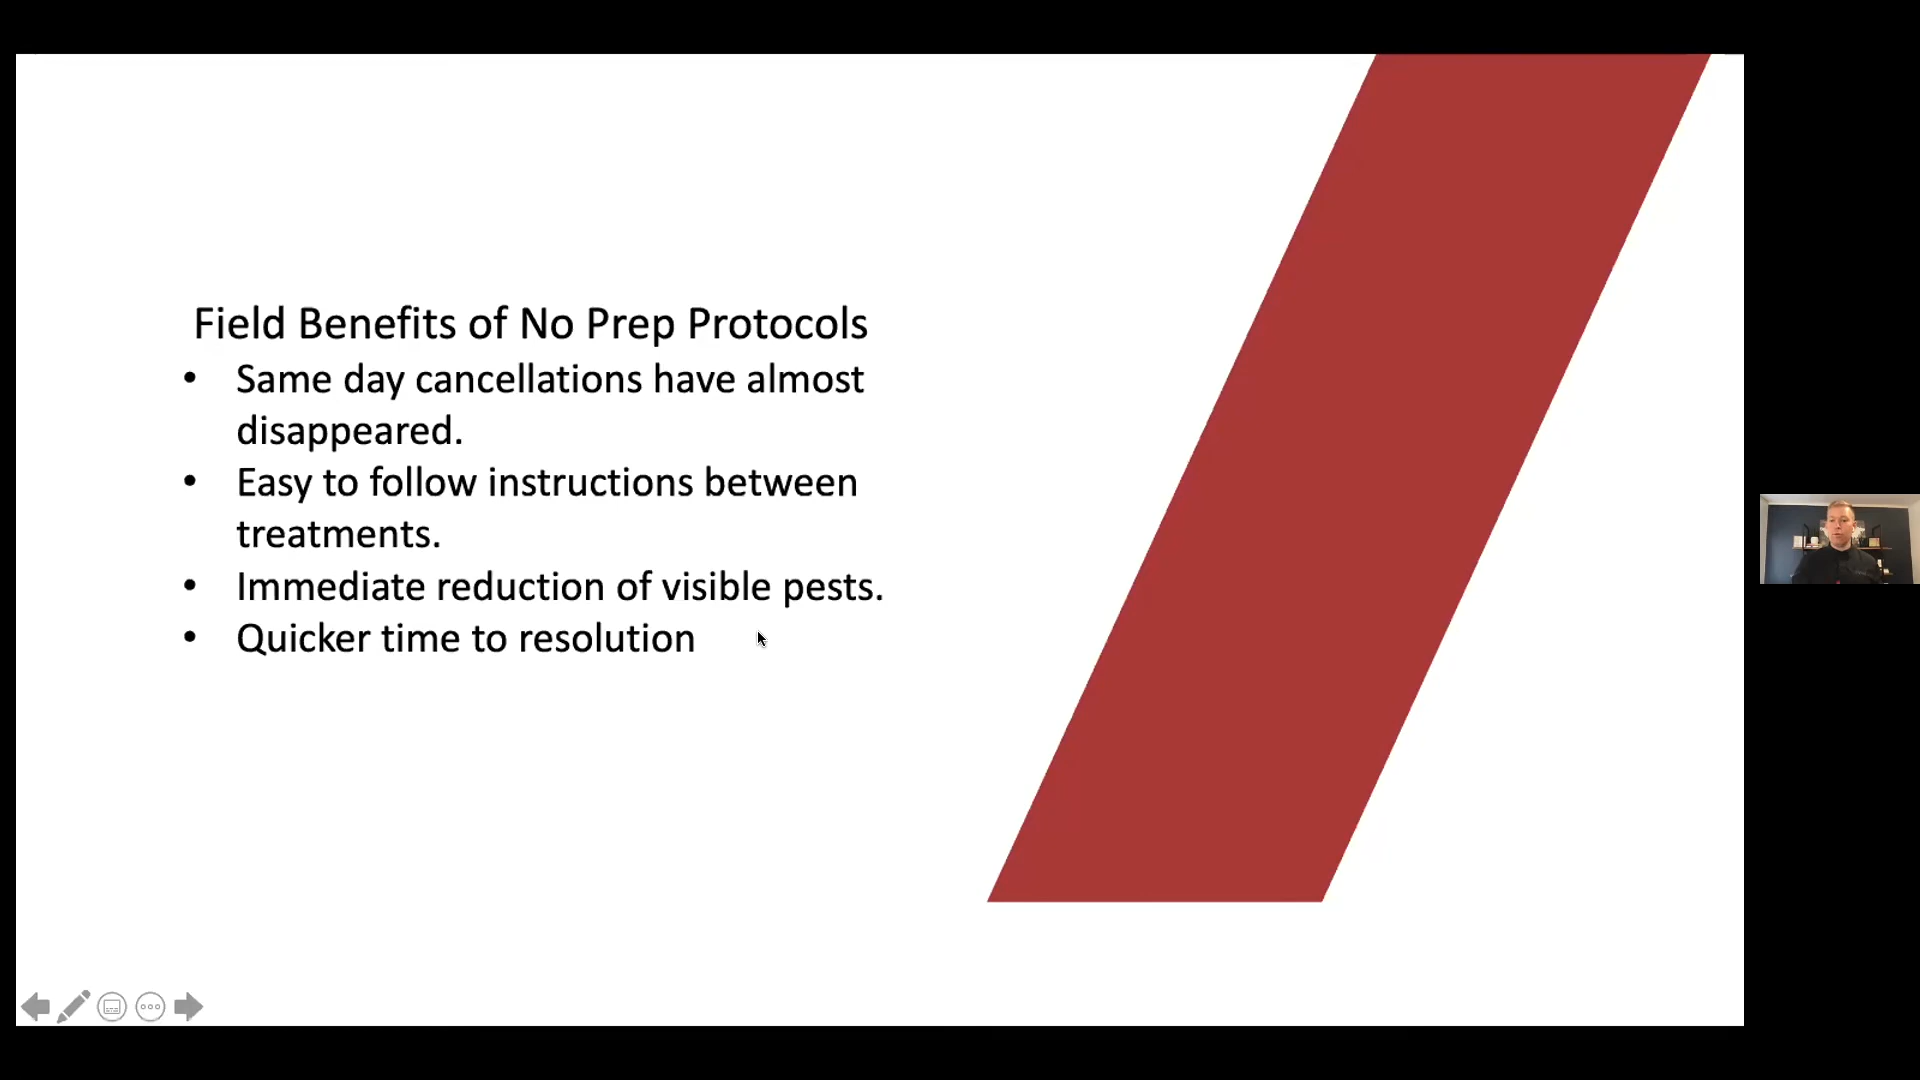 Field Benefits of No Prep Protocols
• Same day cancellations have almost
disappeared.
• Easy to follow instructions between
treatments.
• Immediate reduction of visible pests.
• Quicker time to resolution